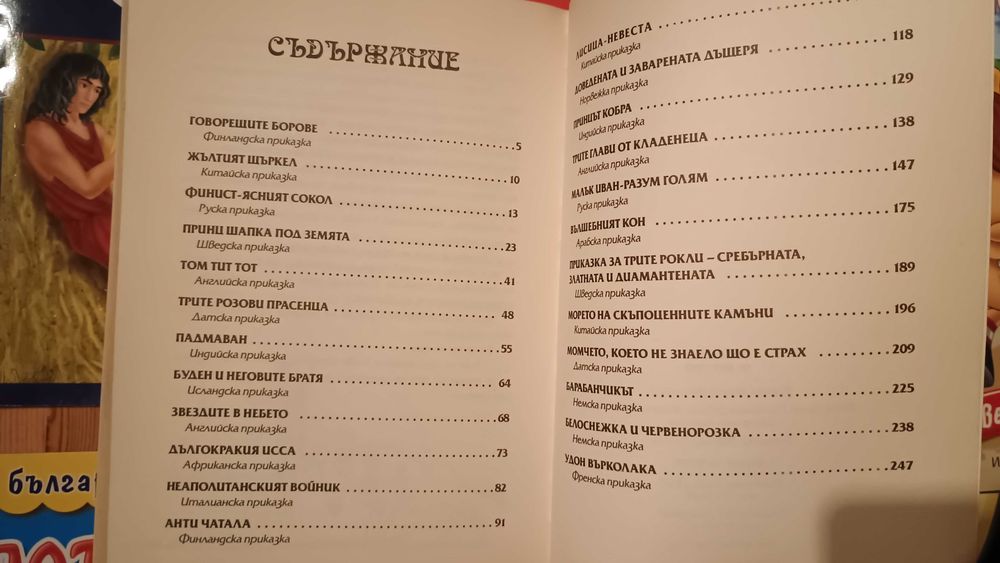 СЪДЪРЖАНИЕ
ГОВОРЕЩИТЕ БОРОВЕ ........ 5
Финландска приказка
ЖЪЛТИЯТ ЩЪРКЕЛ ........ 10
Китайска приказка
ФИНИСТ-ЯСНИЯТ СОКОЛ ........ 13
Руска приказка
ПРИНЦ ШАПКА ПОД ЗЕМЯТА ........ 23
Шведска приказка
ТОМ ТИТ ТОТ ........ 41
Английска приказка
ТРИТЕ РОЗОВИ ПРАСЕНЦА ........ 48
Датска приказка
ПАДМАВАН ........ 55
Индийска приказка
БУДЕН И НЕГОВИТЕ БРАТЯ ........ 64
Исландска приказка
ЗВЕЗДИТЕ В НЕБЕТО ........ 68
Английска приказка
ДЪЛГОКРАКИЯ ИССА ........ 73
Африканска приказка
НЕАПОЛИТАНСКИЯТ ВОЙНИК ........ 82
Италианска приказка
АНТИ ЧАТАЛА ........ 91
Финландска приказка
ЛИСИЦА-НЕВЕСТА ........
Китайска приказка
ДОВЕДЕНАТА И ЗАВАРЕНАТА ДЪЩЕРЯ ........ 118
Норвежка приказка
ПРИНЦЪТ КОБРА ........ 129
Индийска приказка
ТРИТЕ ГЛАВИ ОТ КЛАДЕНЕЦА ........ 138
Английска приказка
МАЛЪК ИВАН-РАЗУМ ГОЛЯМ ........ 147
Руска приказка
ВЪЛШЕБНИЯТ КОН ........ 175
Арабска приказка
ПРИКАЗКА ЗА ТРИТЕ РОКЛИ – СРЕБЪРНАТА,
ЗЛАТНАТА И ДИАМАНТЕНАТА ........ 189
Шведска приказка
МОРЕТО НА СКЪПОЦЕННИТЕ КАМЪНИ ........ 196
Китайска приказка
МОМЧЕТО, КОЕТО НЕ ЗНАЕЛО ЩО Е СТРАХ ........ 209
Датска приказка
БАРАБАНЧИКЪТ ........ 225
Немска приказка
БЕЛОСНЕЖКА И ЧЕРВЕНОРОЗКА ........ 238
Немска приказка
УДОН ВЪРКОЛАКА ........ 247
Френска приказка